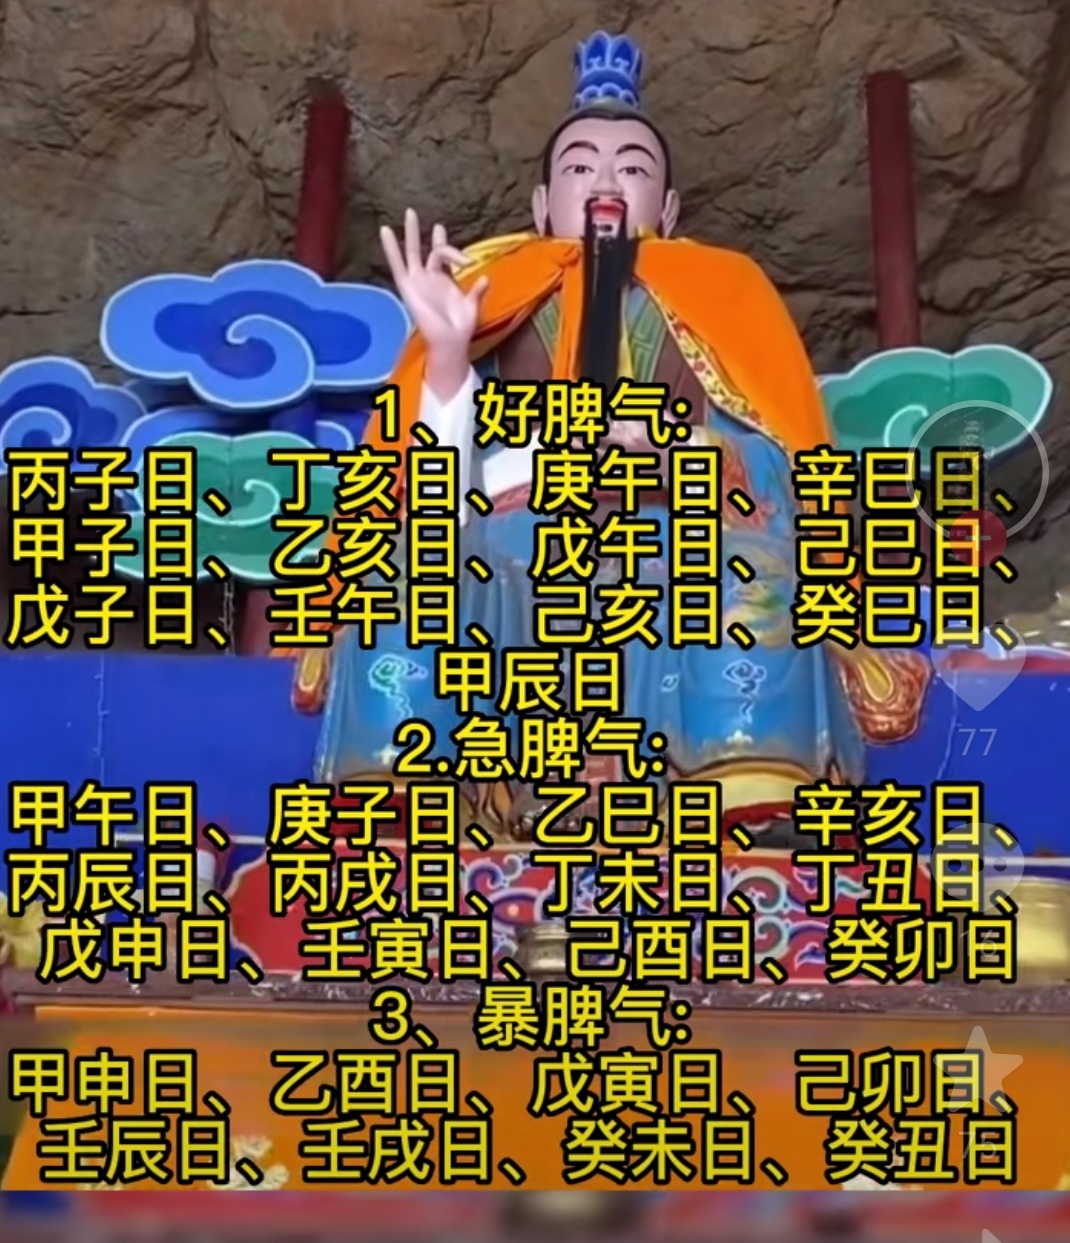 1、好脾气:
丙子日、丁亥日、庚午日、辛巳日、
甲子日、乙亥日、戊午日、己巳日、
戊子日、壬午日、己亥日、癸巳日、
甲辰日
2.急脾气:
甲午日、庚子日、乙巳日、辛亥日、
丙辰日、丙戌日、丁未日、丁丑日、
戊申日、壬寅日、己酉日、癸卯日
3、暴脾气:
甲申日、乙酉日、戊寅日、己卯日、
壬辰日、壬戌日、癸未日、癸丑日
77
75